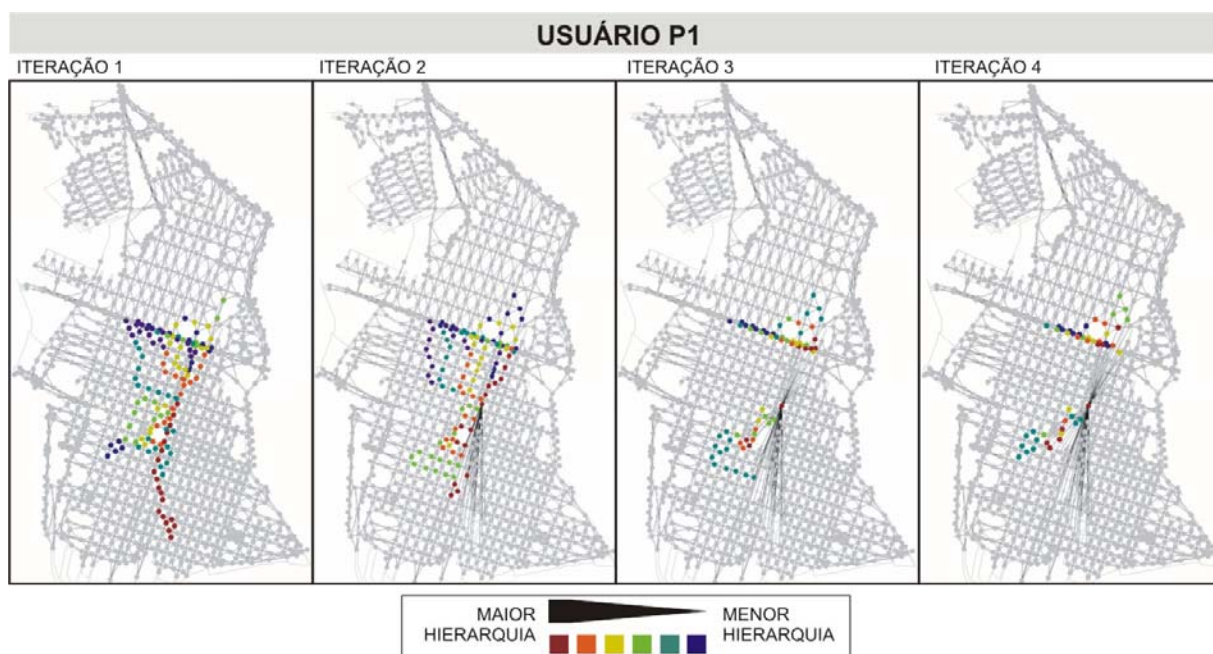 USUÁRIO P1
ITERAÇÃO 1
ITERAÇÃO 2
ITERAÇÃO 3
ITERAÇÃO 4
MAIOR
HIERARQUIA
MENOR
HIERARQUIA